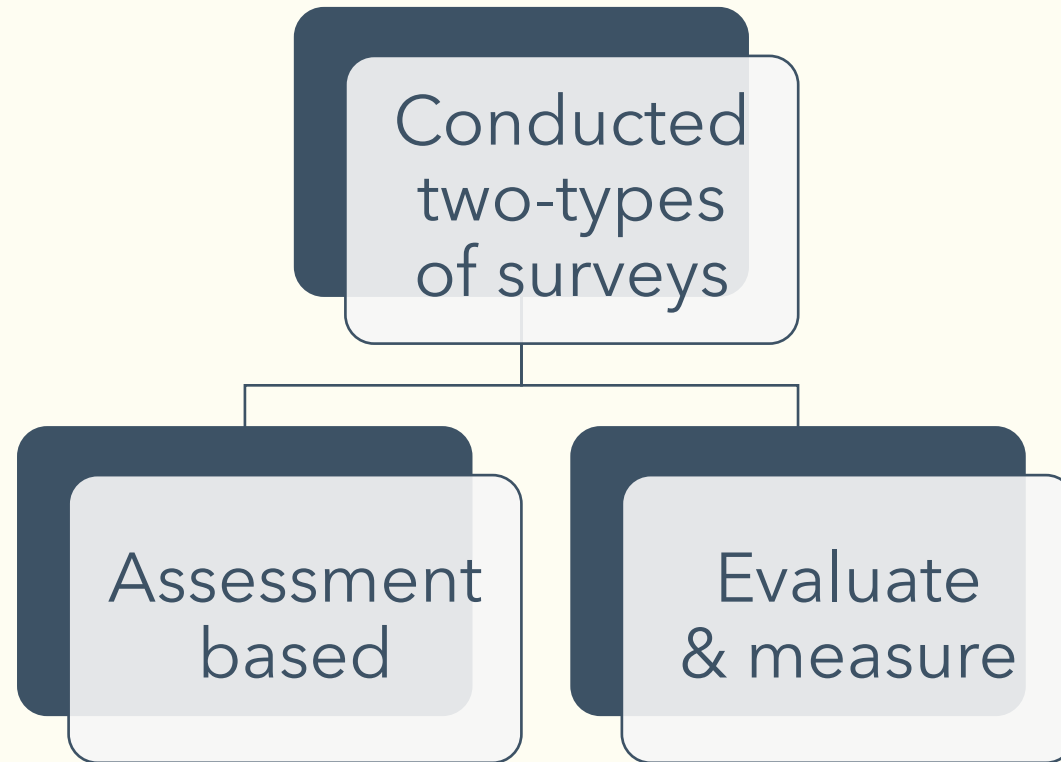 Conducted
two-types
of surveys
Assessment
based
Evaluate
& measure